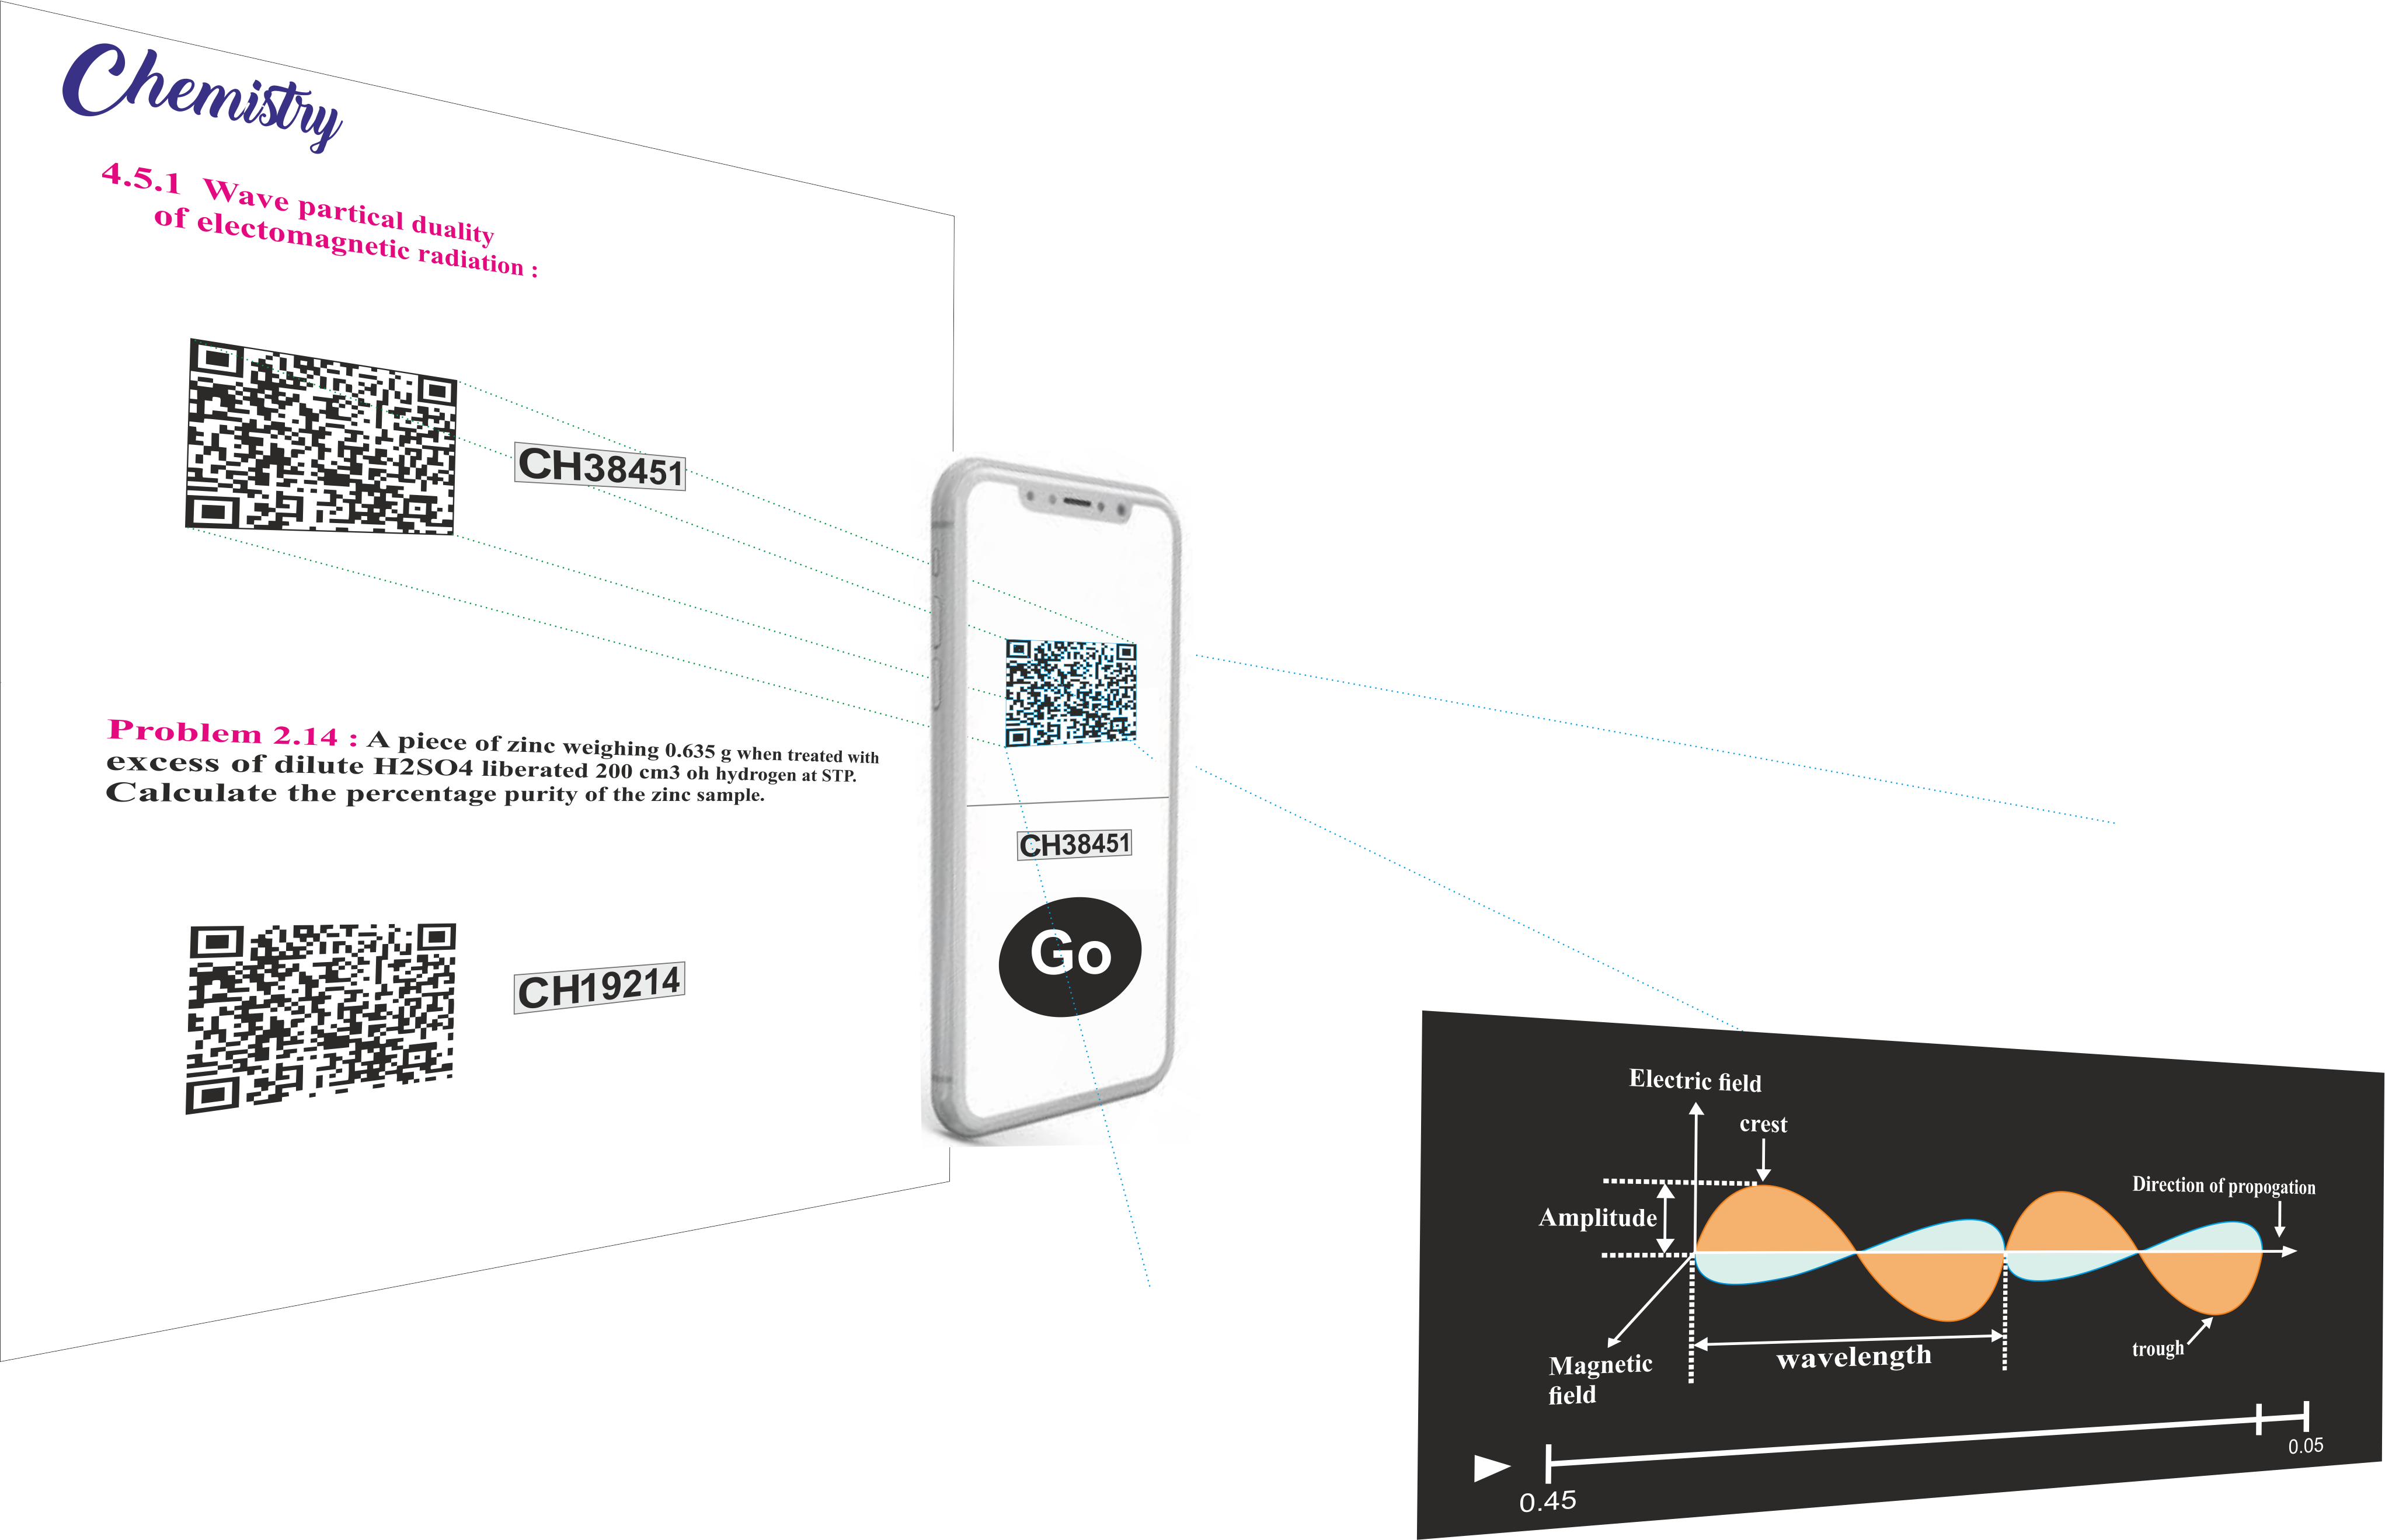 Chemistry
4.5.1 Wave partical duality
of electomagnetic radiation :
CH38451
Problem 2.14 : A piece of zinc weighing 0.635 g when treated with
excess of dilute H2SO4 liberated 200 cm3 oh hydrogen at STP.
Calculate the percentage purity of the zinc sample.
CH19214
CH38451
Go
Electric field
crest
Direction of propogation
Amplitude
wavelength
trough
Magnetic
field
0.45
0.05